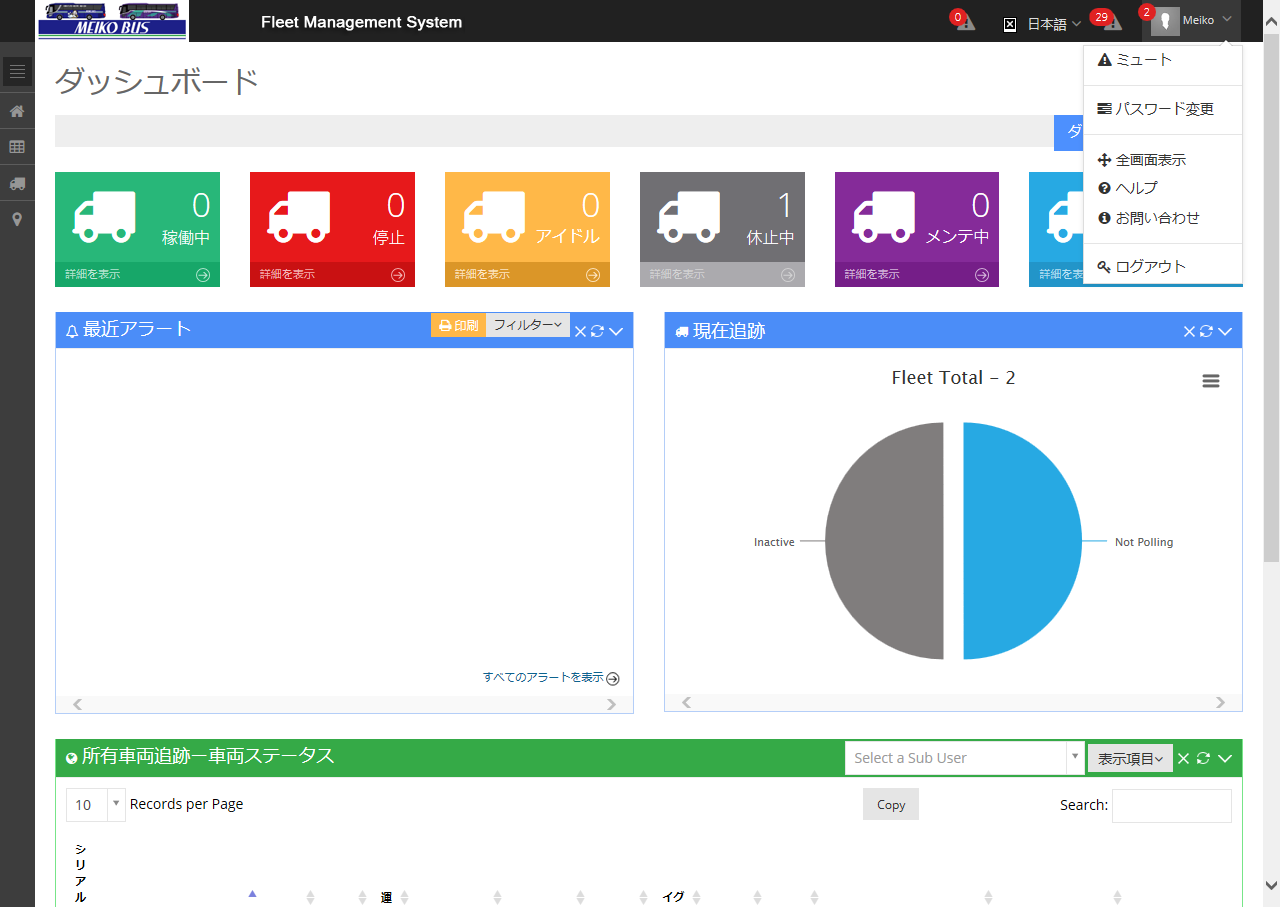 MEIKO BUS
Fleet Management System
0
日本語
29
2
Meiko
ミュート
パスワード変更
全画面表示
ヘルプ
お問い合わせ
ログアウト
ダッシュボード
ダ
0
稼働中
詳細を表示
0
停止
詳細を表示
0
アイドル
詳細を表示
1
休止中
詳細を表示
0
メンテ中
詳細を表示
詳細を表
最近アラート
印刷
フィルター
すべてのアラートを表示
現在追跡
Fleet Total - 2
Inactive
Not Polling
所有車両追跡ー車両ステータス
Select a Sub User
表示項目
10 Records per Page
Copy
Search:
シリアル
運
イグ